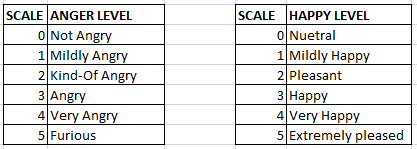 SCALE ANGER LEVEL SCALE HAPPY LEVEL
0 Not Angry 0 Nuetral
1 Mildly Angry 1 Mildly Happy
2 Kind-Of Angry 2 Pleasant
3 Angry 3 Happy
4 Very Angry 4 Very Happy
5 Furious 5 Extremely pleased